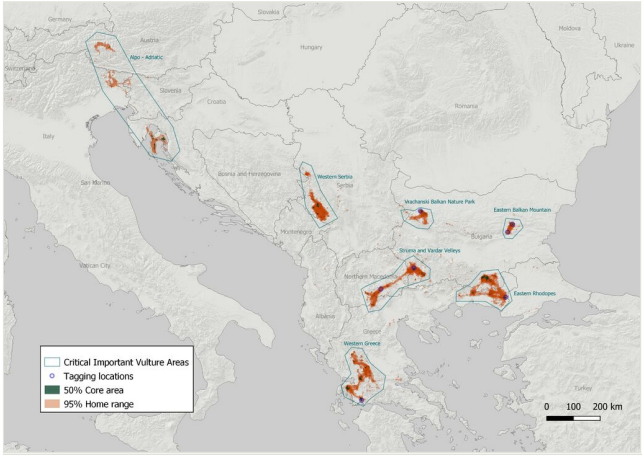 Germany
Slovakia
Moldova
Ukraine
Austria
Switzerland
Hungary
Alpo - Adriatic
Slovenia
Croatia
Romania
Italy
San Marino
Bosnia and Herzegovina
Western Serbia
Serbia
Vrachanski Balkan Nature Park
Eastern Balkan Mountain
Bulgaria
Montenegro
Struma and Vardar Valleys
Vatican City
Northern Macedonia
Eastern Rhodopes
Albania
Greece
Western Greece
Turkey
Critical Important Vulture Areas
Tagging locations
50% Core area
95% Home range
0 100 200 km